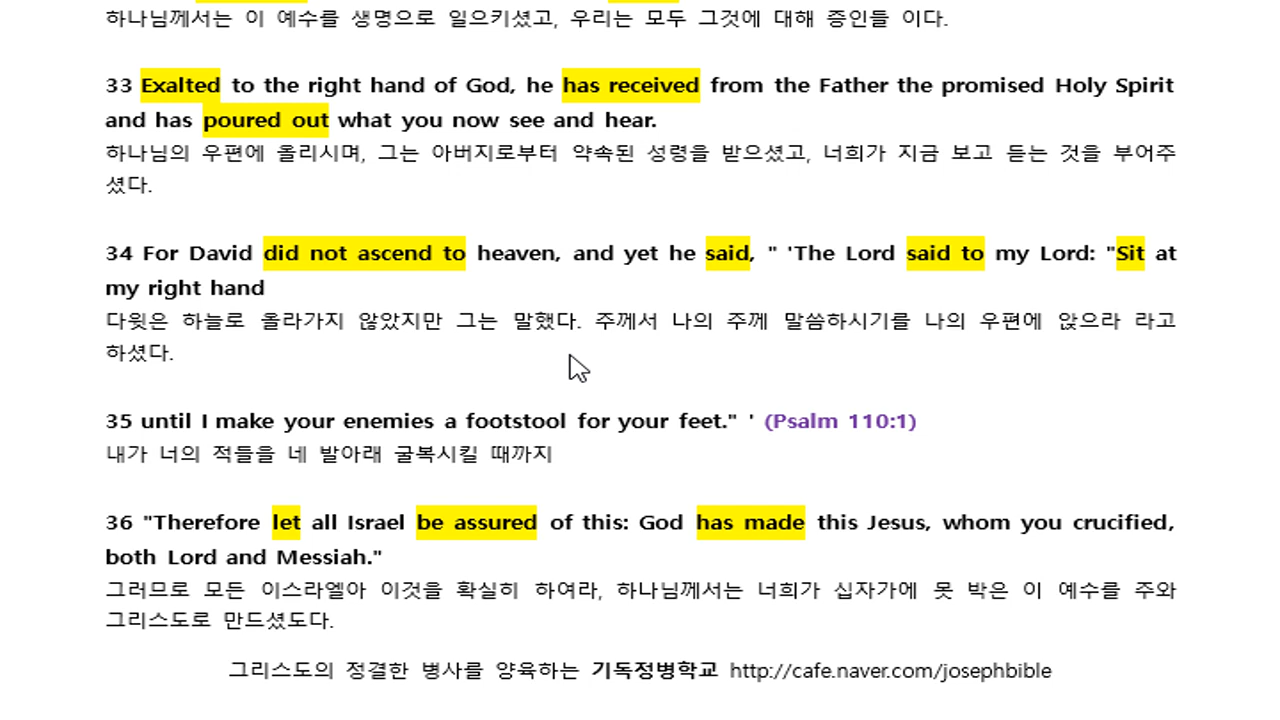 하나님께서는 이 예수를 생명으로 일으키셨고, 우리는 모두 그것에 대해 증인들 이다.
33 Exalted to the right hand of God, he has received from the Father the promised Holy Spirit
and has poured out what you now see and hear.
하나님의 우편에 올리시며, 그는 아버지로부터 약속된 성령을 받으셨고, 너희가 지금 보고 듣는 것을 부어주
셨다.
34 For David did not ascend to heaven, and yet he said, " 'The Lord said to my Lord: "Sit at
my right hand
다윗은 하늘로 올라가지 않았지만 그는 말했다. 주께서 나의 주께 말씀하시기를 나의 우편에 앉으라 라고
하셨다.
35 until I make your enemies a footstool for your feet." ' (Psalm 110:1)
내가 너의 적들을 네 발아래 굴복시킬 때까지
36 "Therefore let all Israel be assured of this: God has made this Jesus, whom you crucified,
both Lord and Messiah."
그러므로 모든 이스라엘아 이것을 확실히 하여라, 하나님께서는 너희가 십자가에 못 박은 이 예수를 주와
그리스도로 만드셨도다.
그리스도의 정결한 병사를 양육하는 기독정병학교 http://cafe.naver.com/josephbible